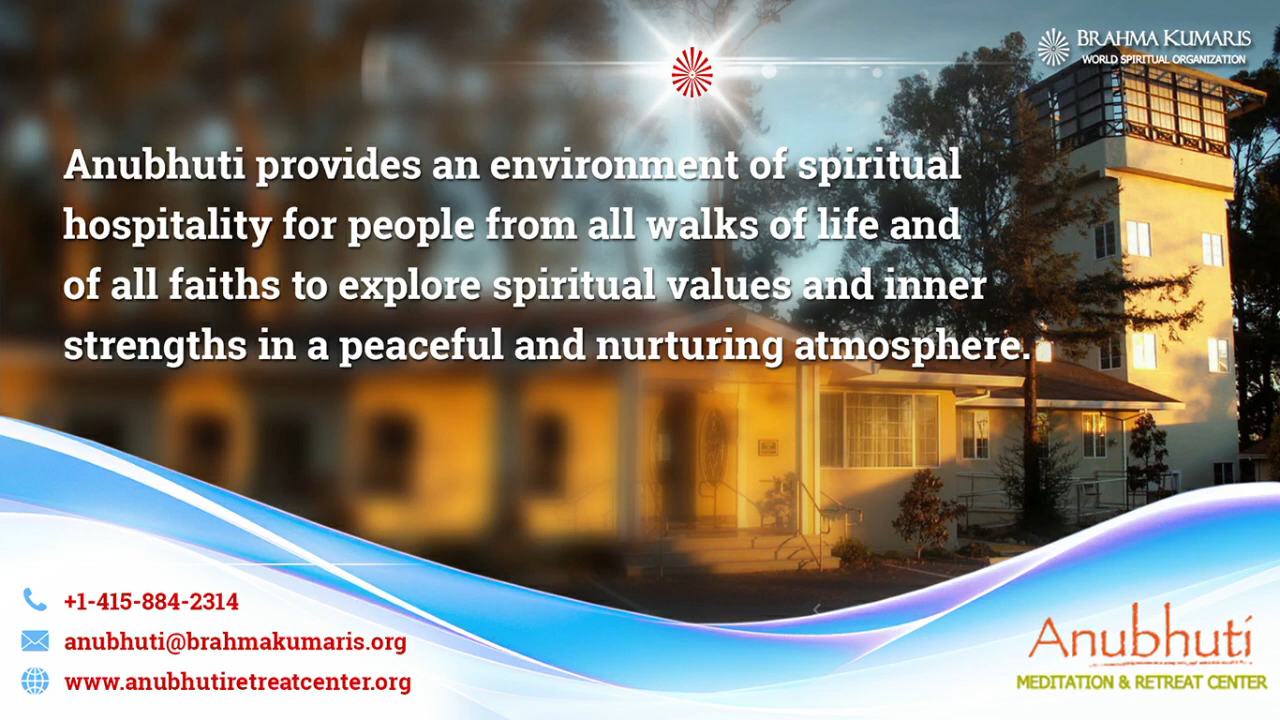 BRAHMA KUMARIS
WORLD SPIRITUAL ORGANIZATION
Anubhuti provides an environment of spiritual
hospitality for people from all walks of life and
of all faiths to explore spiritual values and inner
strengths in a peaceful and nurturing atmosphere.
+1-415-884-2314
anubhuti@brahmakumaris.org
www.anubhutiretreatcenter.org
Anubhuti
MEDITATION & RETREAT CENTER